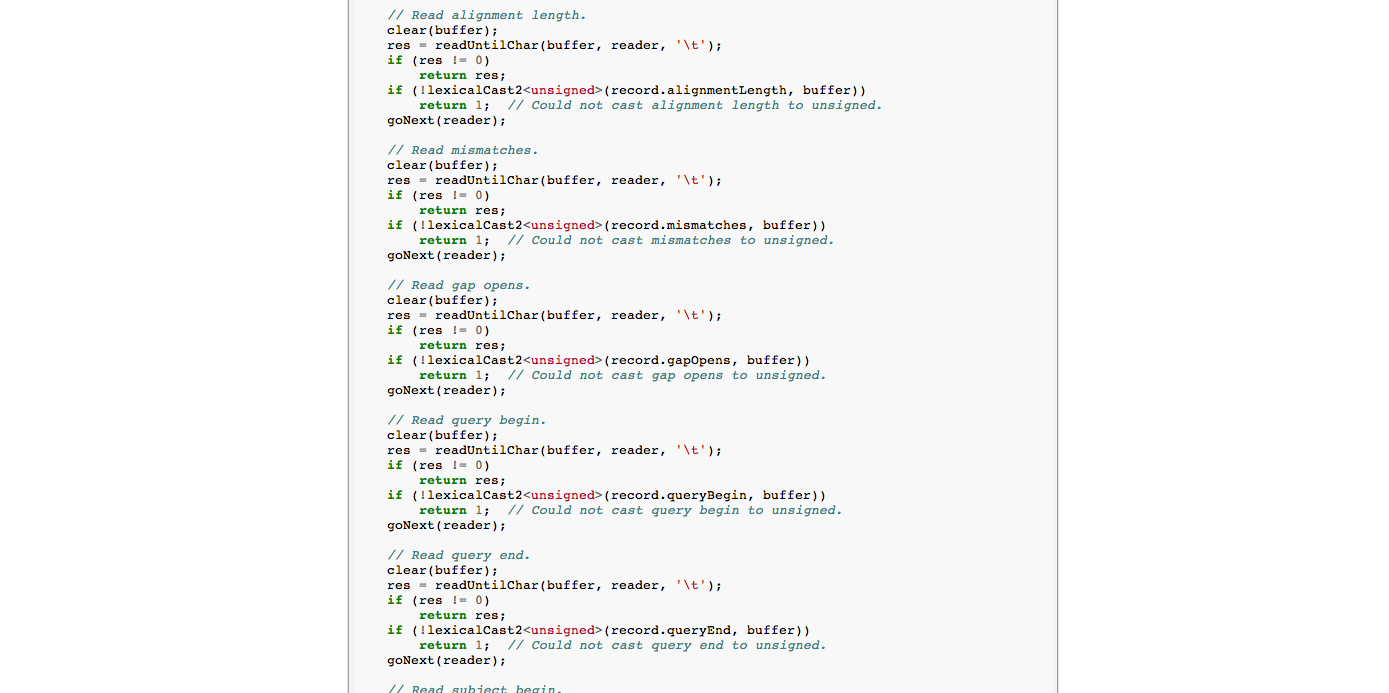 // Read alignment length.
clear(buffer);
res = readUntilChar(buffer, reader, '\t');
if (res != 0)
    return res;
if (!lexicalCast2<unsigned>(record.alignmentLength, buffer))
    return 1;  // Could not cast alignment length to unsigned.
goNext(reader);

// Read mismatches.
clear(buffer);
res = readUntilChar(buffer, reader, '\t');
if (res != 0)
    return res;
if (!lexicalCast2<unsigned>(record.mismatches, buffer))
    return 1;  // Could not cast mismatches to unsigned.
goNext(reader);

// Read gap opens.
clear(buffer);
res = readUntilChar(buffer, reader, '\t');
if (res != 0)
    return res;
if (!lexicalCast2<unsigned>(record.gapOpens, buffer))
    return 1;  // Could not cast gap opens to unsigned.
goNext(reader);

// Read query begin.
clear(buffer);
res = readUntilChar(buffer, reader, '\t');
if (res != 0)
    return res;
if (!lexicalCast2<unsigned>(record.queryBegin, buffer))
    return 1;  // Could not cast query begin to unsigned.
goNext(reader);

// Read query end.
clear(buffer);
res = readUntilChar(buffer, reader, '\t');
if (res != 0)
    return res;
if (!lexicalCast2<unsigned>(record.queryEnd, buffer))
    return 1;  // Could not cast query end to unsigned.
goNext(reader);

// Read subject begin.